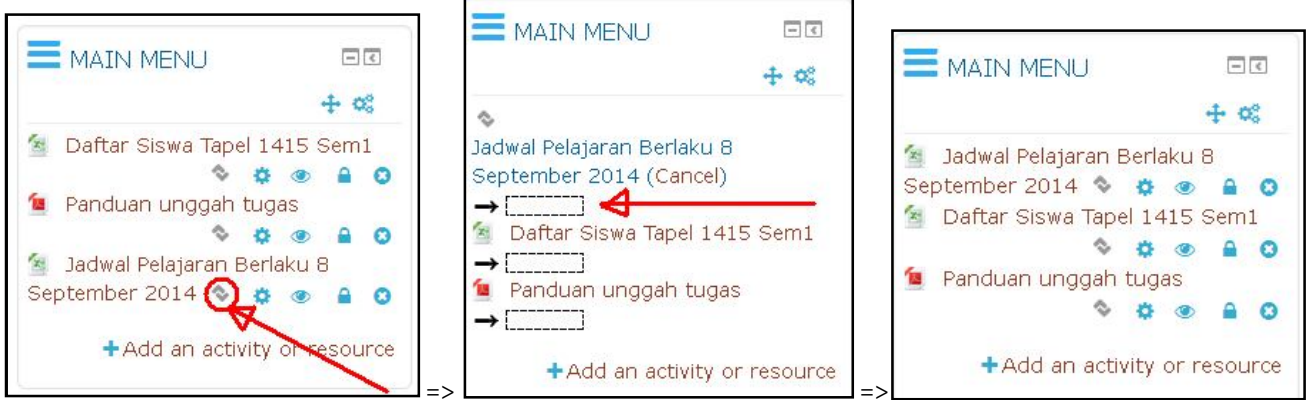 MAIN MENU
Daftar Siswa Tapel 1415 Sem1
Panduan unggah tugas
Jadwal Pelajaran Berlaku 8
September 2014
+Add an activity or resource
=>
MAIN MENU
Jadwal Pelajaran Berlaku 8
September 2014 (Cancel)
Daftar Siswa Tapel 1415 Sem1
Panduan unggah tugas
+Add an activity or resource
=>
MAIN MENU
Jadwal Pelajaran Berlaku 8
September 2014
Daftar Siswa Tapel 1415 Sem1
Panduan unggah tugas
+Add an activity or resource